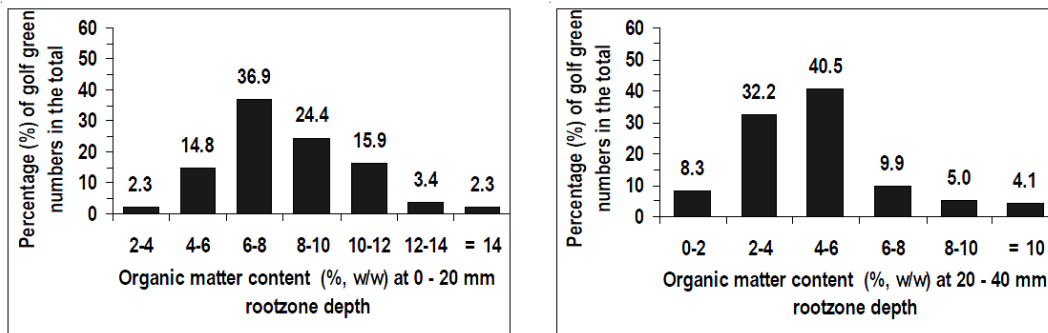 Percentage (%) of golf green
numbers in the total
60
50
40
30
20
10
0
2.3
14.8
36.9
24.4
15.9
3.4
2.3
2-4 4-6 6-8 8-10 10-12 12-14 = 14
Organic matter content (%, w/w) at 0 - 20 mm
rootzone depth
Percentage (%) of golf green
numbers in the total
60
50
40
30
20
10
0
8.3
32.2
40.5
9.9
5.0
4.1
0-2 2-4 4-6 6-8 8-10 = 10
Organic matter content (%, w/w) at 20 - 40 mm
rootzone depth